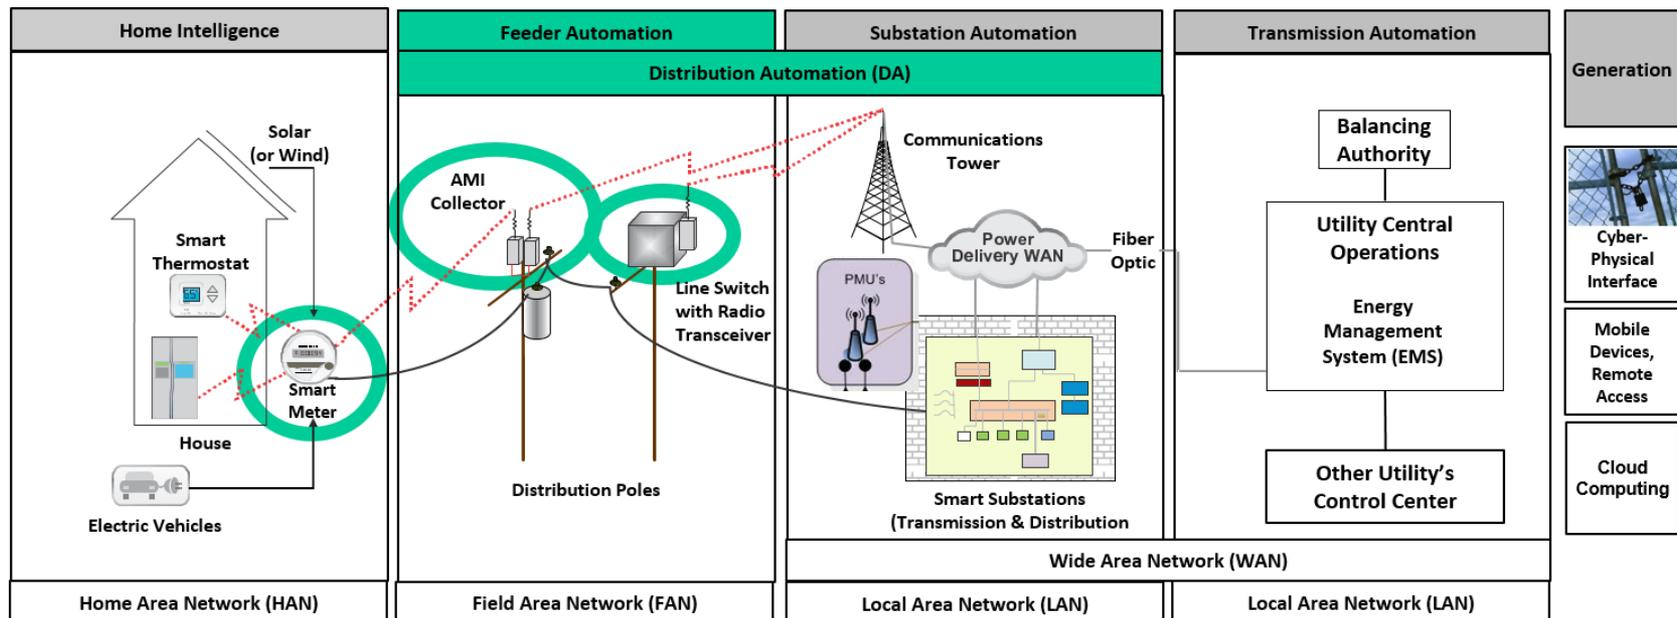 Home Intelligence
Feeder Automation
Substation Automation
Transmission Automation
Generation
Distribution Automation (DA)
Solar
(or Wind)
Smart
Thermostat
Smart
Meter
House
Electric Vehicles
AMI
Collector
Line Switch
with Radio
Transceiver
Distribution Poles
Communications
Tower
Power
Delivery WAN
Fiber
Optic
PMU's
Smart Substations
(Transmission & Distribution
Balancing
Authority
Utility Central
Operations
Energy
Management
System (EMS)
Other Utility's
Control Center
Cyber-
Physical
Interface
Mobile
Devices,
Remote
Access
Cloud
Computing
Wide Area Network (WAN)
Home Area Network (HAN)
Field Area Network (FAN)
Local Area Network (LAN)
Local Area Network (LAN)